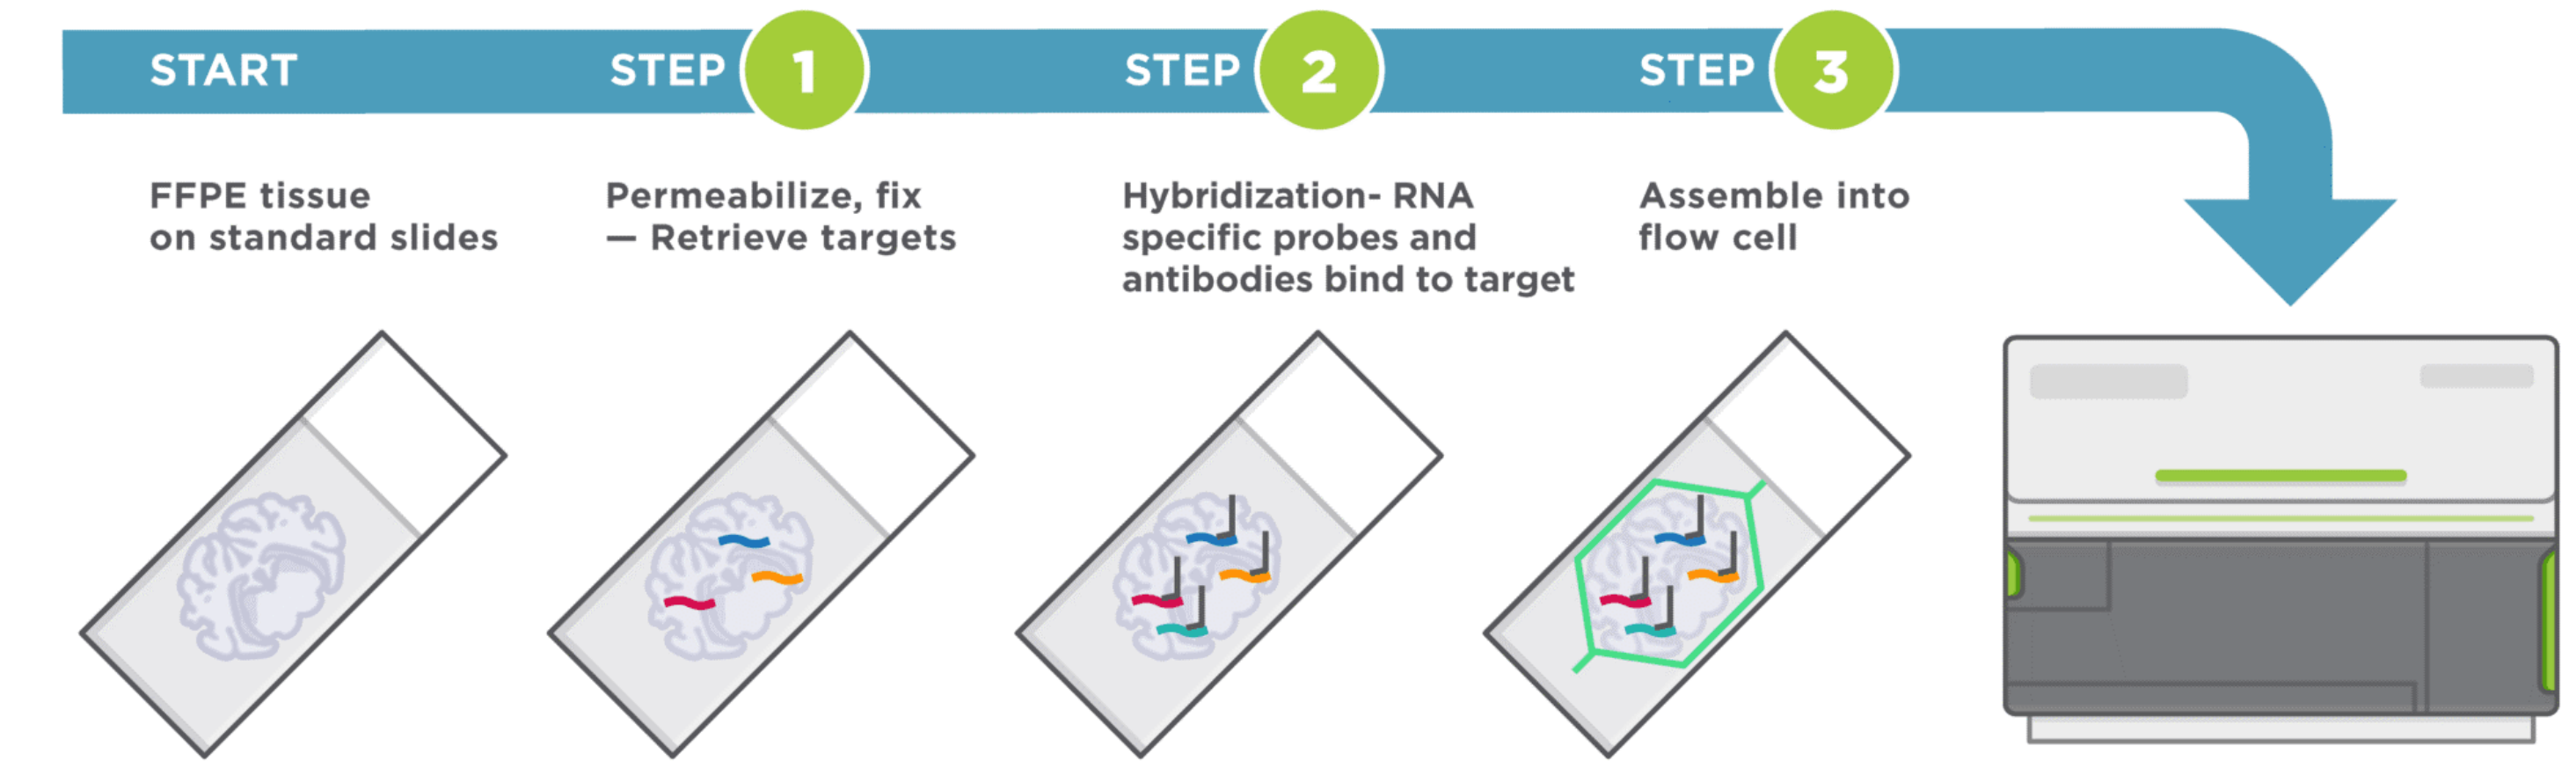 START
STEP 1
STEP 2
STEP 3
FFPE tissue
on standard slides
Permeabilize, fix
— Retrieve targets
Hybridization- RNA
specific probes and
antibodies bind to target
Assemble into
flow cell